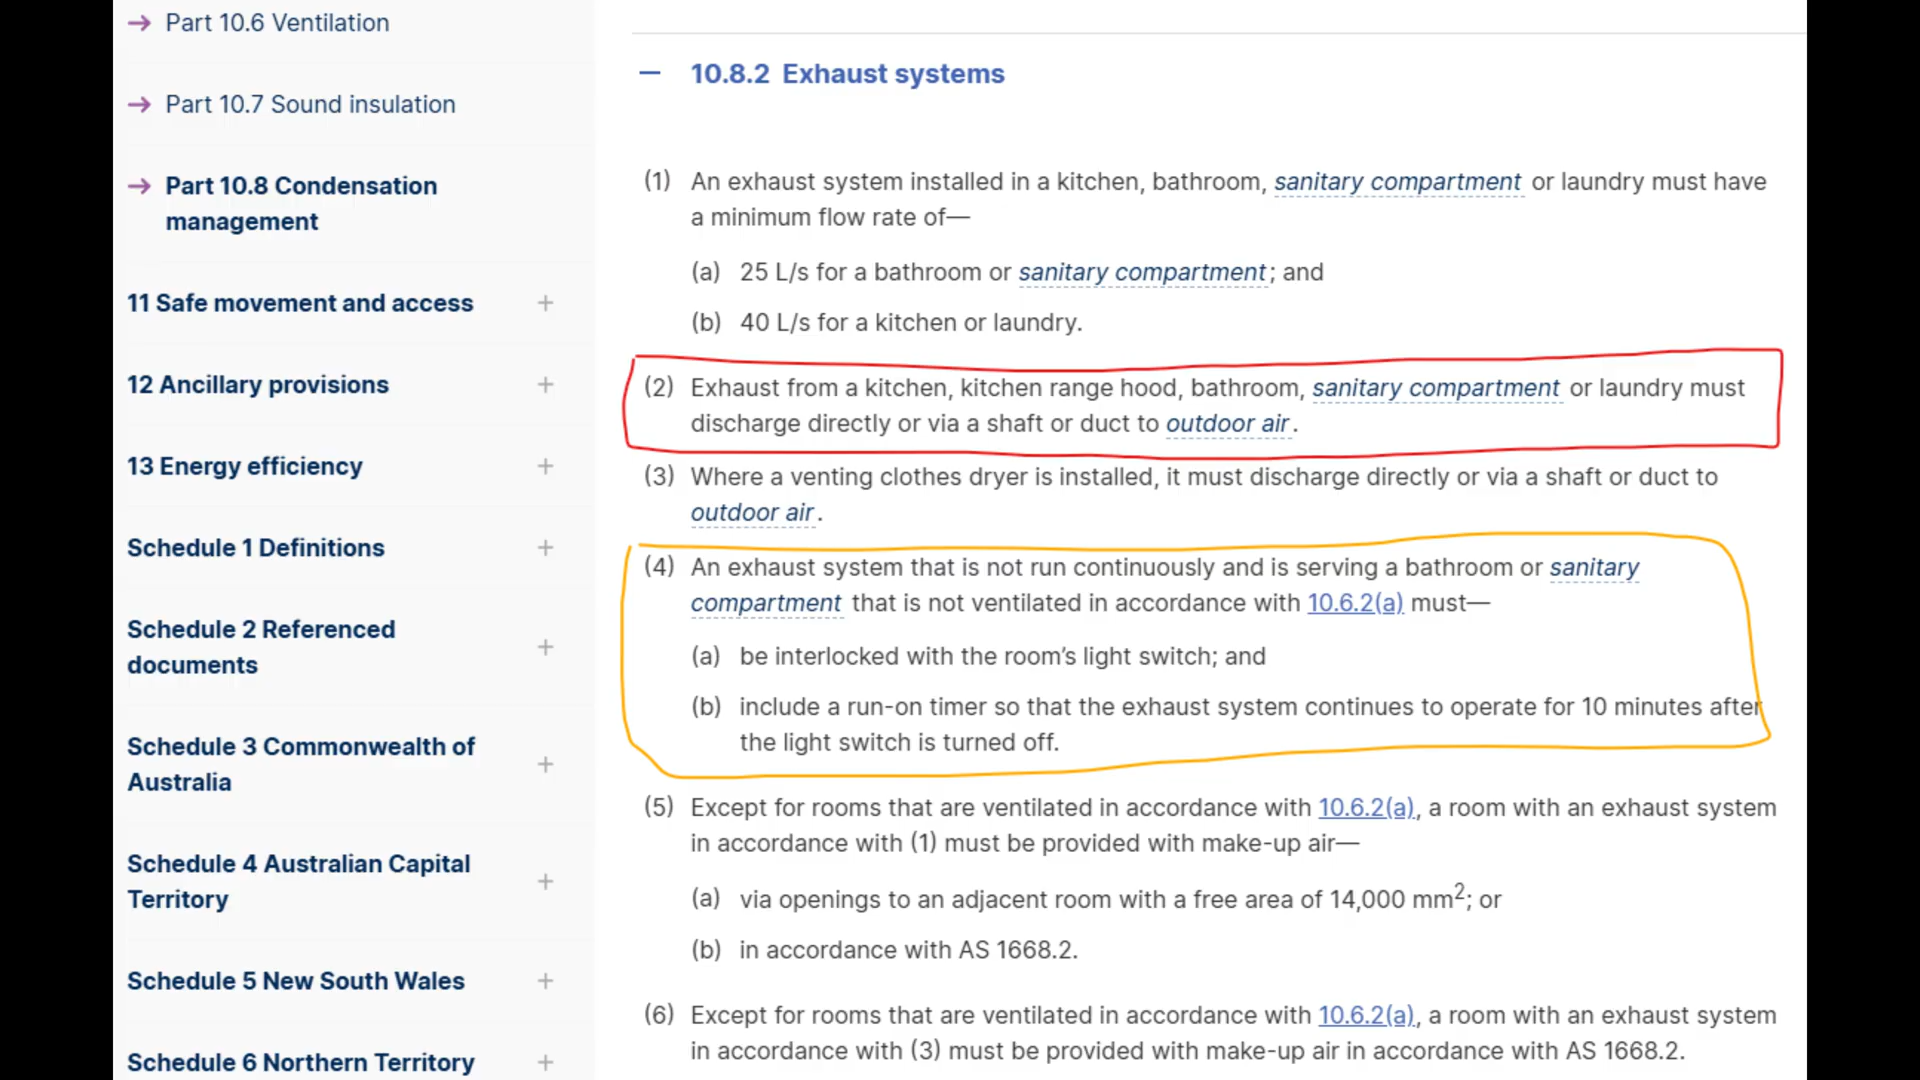 Part 10.6 Ventilation
Part 10.7 Sound insulation
Part 10.8 Condensation
management
11 Safe movement and access
12 Ancillary provisions
13 Energy efficiency
Schedule 1 Definitions
Schedule 2 Referenced
documents
Schedule 3 Commonwealth of
Australia
Schedule 4 Australian Capital
Territory
Schedule 5 New South Wales
Schedule 6 Northern Territory
10.8.2 Exhaust systems
(1) An exhaust system installed in a kitchen, bathroom, sanitary compartment or laundry must have
a minimum flow rate of—
(a) 25 L/s for a bathroom or sanitary compartment; and
(b) 40 L/s for a kitchen or laundry.
(2) Exhaust from a kitchen, kitchen range hood, bathroom, sanitary compartment or laundry must
discharge directly or via a shaft or duct to outdoor air.
(3) Where a venting clothes dryer is installed, it must discharge directly or via a shaft or duct to
outdoor air.
(4) An exhaust system that is not run continuously and is serving a bathroom or sanitary
compartment that is not ventilated in accordance with 10.6.2(a) must—
(a) be interlocked with the room’s light switch; and
(b) include a run-on timer so that the exhaust system continues to operate for 10 minutes after
the light switch is turned off.
(5) Except for rooms that are ventilated in accordance with 10.6.2(a), a room with an exhaust system
in accordance with (1) must be provided with make-up air—
(a) via openings to an adjacent room with a free area of 14,000 mm²; or
(b) in accordance with AS 1668.2.
(6) Except for rooms that are ventilated in accordance with 10.6.2(a), a room with an exhaust system
in accordance with (3) must be provided with make-up air in accordance with AS 1668.2.